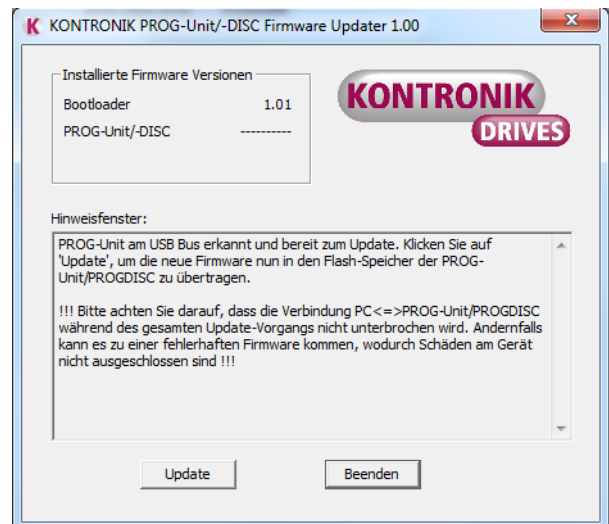 KONTRONIK PROG-Unit/-DISC Firmware Updater 1.00
Installierte Firmware Versionen
Bootloader 1.01
PROG-Unit/-DISC ----------
KONTRONIK
DRIVES
Hinweisfenster:
PROG-Unit am USB Bus erkannt und bereit zum Update. Klicken Sie auf
'Update', um die neue Firmware nun in den Flash-Speicher der PROG-
Unit/PROGDISC zu übertragen.
!!! Bitte achten Sie darauf, dass die Verbindung PC<=>PROG-Unit/PROGDISC
während des gesamten Update-Vorgangs nicht unterbrochen wird. Andernfalls
kann es zu einer fehlerhaften Firmware kommen, wodurch Schäden am Gerät
nicht ausgeschlossen sind !!!
Update
Beenden